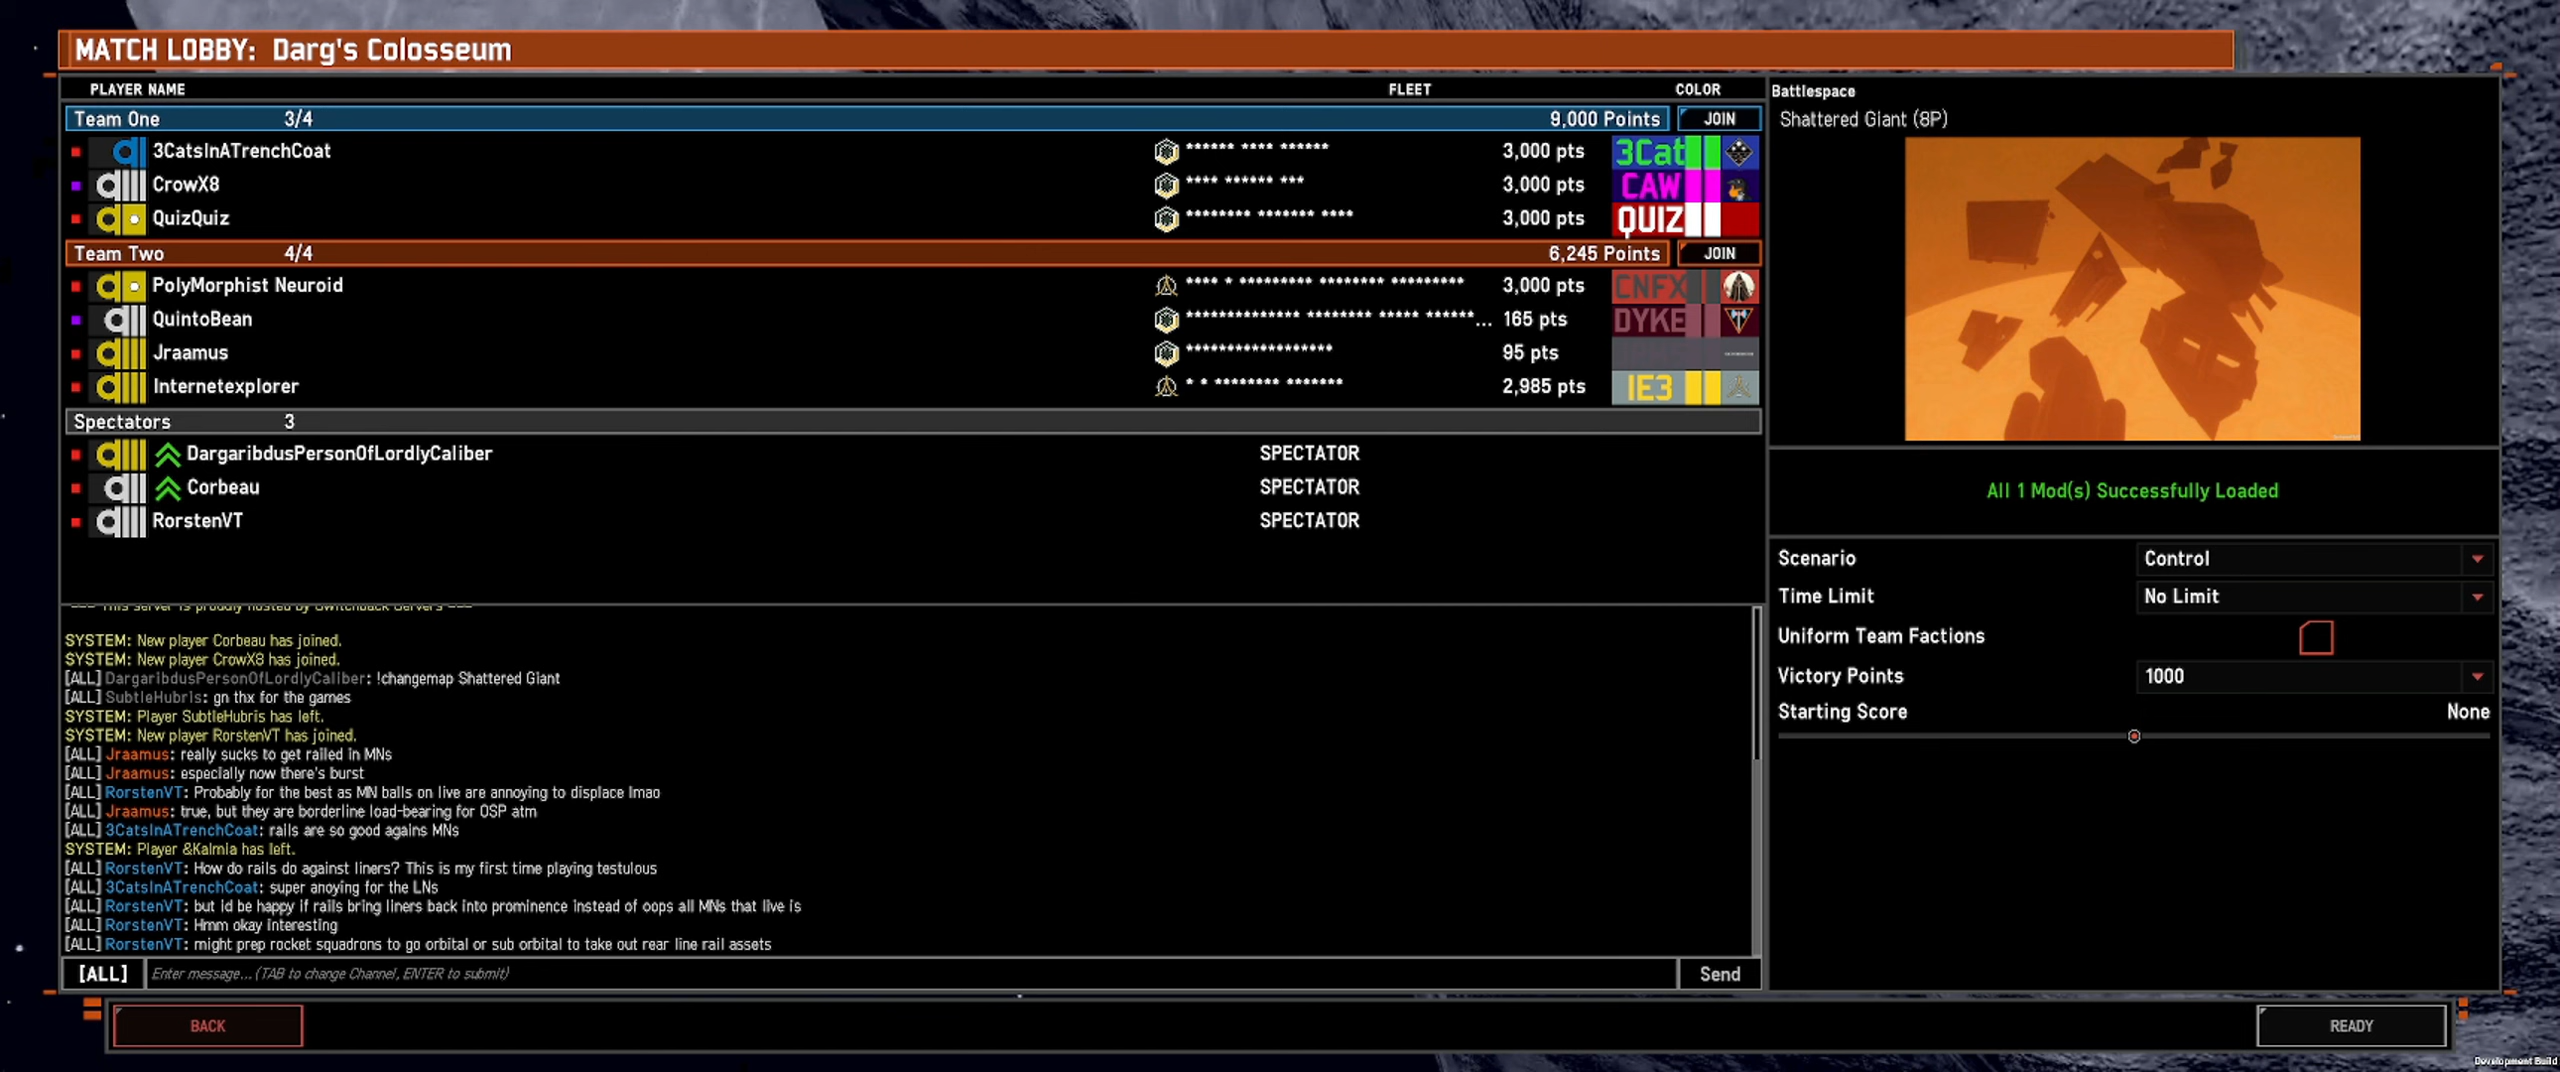 MATCH LOBBY: Darg's Colosseum
PLAYER NAME FLEET COLOR
Team One 3/4 9,000 Points JOIN
3CatsInATrenchCoat ****** **** ****** 3,000 pts 3Cat
CrowX8 **** ****** *** 3,000 pts CAW
QuizQuiz ******** ******* **** 3,000 pts QUIZ
Team Two 4/4 6,245 Points JOIN
PolyMorphist Neuroid **** * ********* ******** ********* 3,000 pts CNFX
QuintoBean ************** ******** ***** ******... 165 pts DYKE
Jraamus ****************** 95 pts
Internetexplorer * * ******** ******* 2,985 pts IE3
Spectators 3
DargaribdusPersonOfLordlyCaliber SPECTATOR
Corbeau SPECTATOR
RorstenVT SPECTATOR
--- This server is proudly hosted by Switchback Servers ---
SYSTEM: New player Corbeau has joined.
SYSTEM: New player CrowX8 has joined.
[ALL] DargaribdusPersonOfLordlyCaliber: !changemap Shattered Giant
[ALL] SubtleHubris: gn thx for the games
SYSTEM: Player SubtleHubris has left.
SYSTEM: New player RorstenVT has joined.
[ALL] Jraamus: really sucks to get railed in MNs
[ALL] Jraamus: especially now there's burst
[ALL] RorstenVT: Probably for the best as MN balls on live are annoying to displace lmao
[ALL] Jraamus: true, but they are borderline load-bearing for OSP atm
[ALL] 3CatsInATrenchCoat: rails are so good agains MNs
SYSTEM: Player &Kalmla has left.
[ALL] RorstenVT: How do rails do against liners? This is my first time playing testulous
[ALL] 3CatsInATrenchCoat: super anoying for the LNs
[ALL] RorstenVT: but id be happy if rails bring liners back into prominence instead of oops all MNs that live is
[ALL] RorstenVT: Hmm okay interesting
[ALL] RorstenVT: might prep rocket squadrons to go orbital or sub orbital to take out rear line rail assets
[ALL] Enter message... (TAB to change Channel, ENTER to submit) Send
BACK
Battlespace
Shattered Giant (8P)
All 1 Mod(s) Successfully Loaded
Scenario Control
Time Limit No Limit
Uniform Team Factions
Victory Points 1000
Starting Score None
READY
Development Build